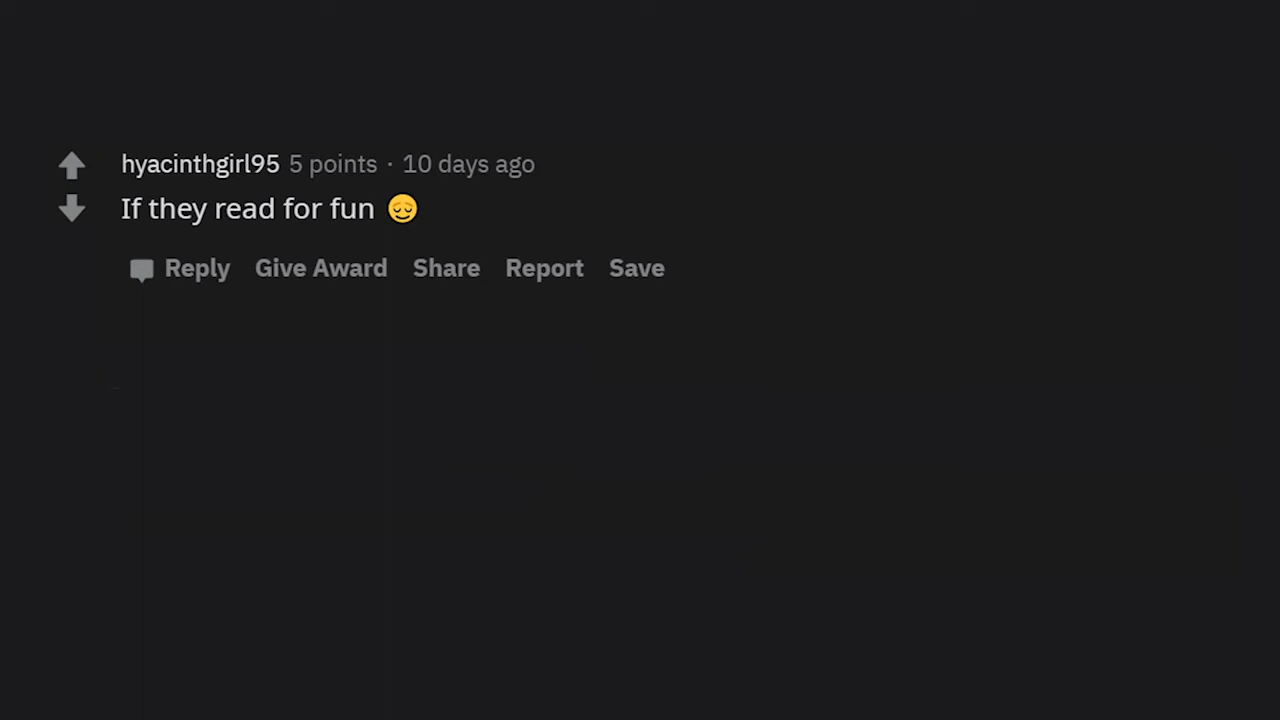 hyacinthgirl95 5 points · 10 days ago
If they read for fun 😌
Reply Give Award Share Report Save